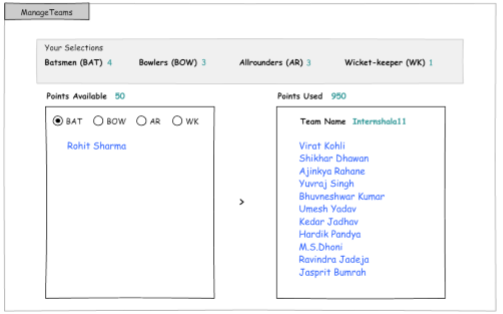 ManageTeams
Your Selections
Batsmen (BAT) 4 Bowlers (BOW) 3 Allrounders (AR) 3 Wicket-keeper (WK) 1
Points Available 50 Points Used 950
BAT BOW AR WK
Rohit Sharma
>
Team Name Internshala11
Virat Kohli
Shikhar Dhawan
Ajinkya Rahane
Yuvraj Singh
Bhuvneshwar Kumar
Umesh Yadav
Kedar Jadhav
Hardik Pandya
M.S.Dhoni
Ravindra Jadeja
Jasprit Bumrah